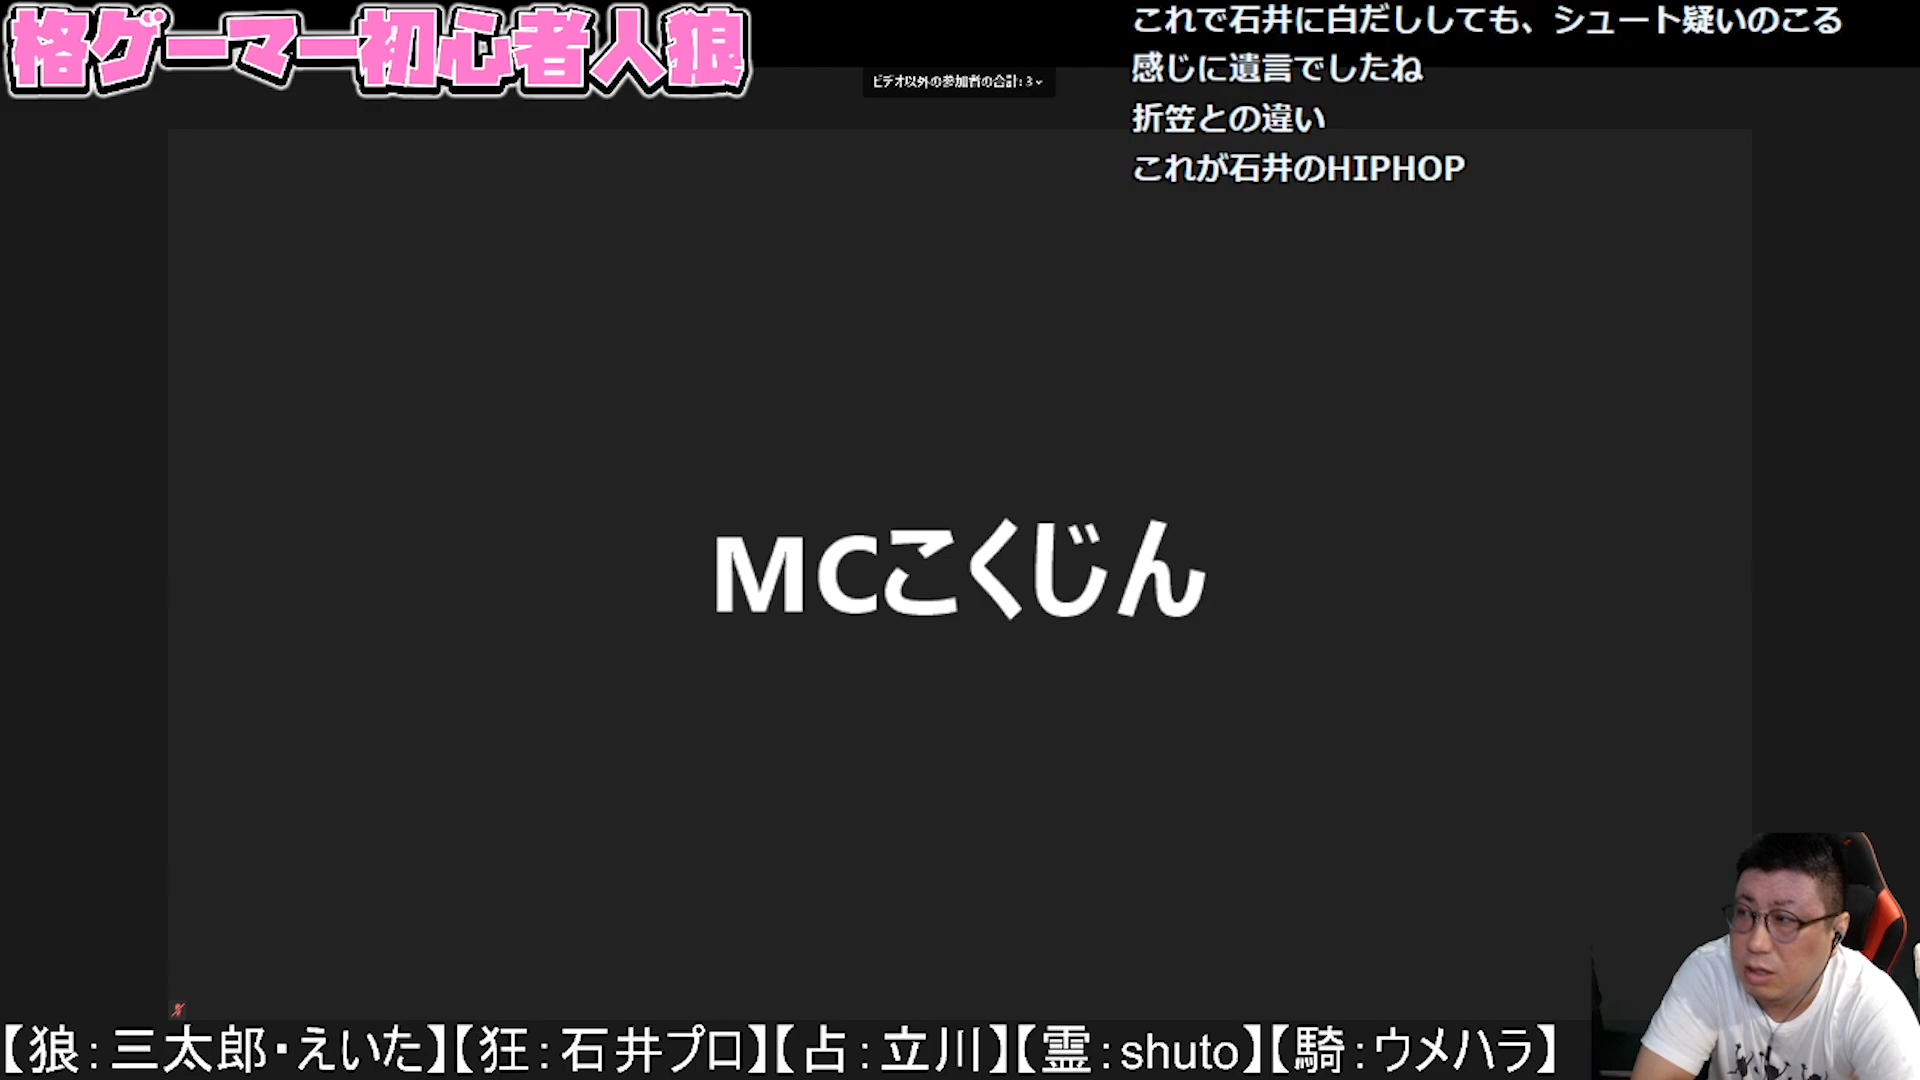 格ゲーマー初心者人狼
これで石井に白だししても、シュート疑いのこる
感じに遺言でしたね
折笠との違い
これが石井のHIPHOP
ビデオ以外の参加者の合計: 3
MCこくじん
【狼：三太郎・えいた】【狂：石井プロ】【占：立川】【霊：shuto】【騎：ウメハラ】